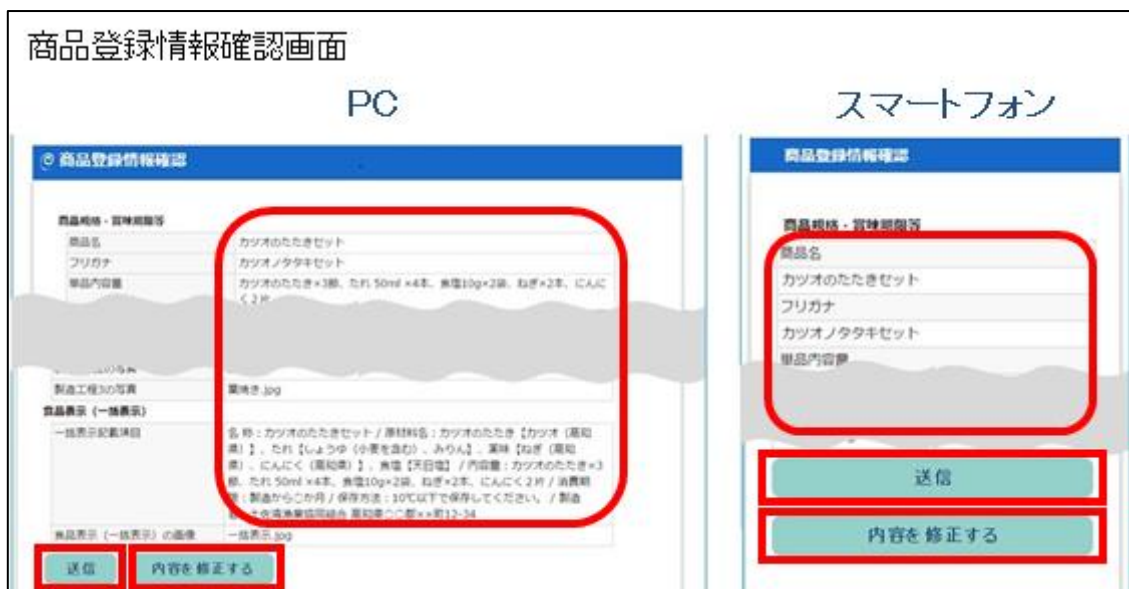 商品登録情報確認画面
PC
スマートフォン
商品登録情報確認
商品規格・賞味期限等
商品名
カツオのたたきセット
フリガナ
カツオノタタキセット
単品内容量
カツオのたたき×3節、たれ 50ml ×4本、食塩10g×2袋、ねぎ×2本、にんに
く2片
製造工程3の写真
藁焼き.jpg
食品表示（一括表示）
一括表示記載項目
名 称：カツオのたたきセット / 原材料名：カツオのたたき【カツオ（高知
県）】、たれ【しょうゆ（小麦を含む）、みりん】、薬味【ねぎ（高知
県）、にんにく（高知県）】、食塩【天日塩】 / 内容量：カツオのたたき×3
節、たれ 50ml ×4本、食塩10g×2袋、ねぎ×2本、にんにく2片 / 消費期
限：製造から○か月 / 保存方法：10℃以下で保存してください。 / 製造
土佐湾漁業協同組合 高知県○○郡××町12-34
食品表示（一括表示）の画像
一括表示.jpg
送信
内容を修正する
商品登録情報確認
商品規格・賞味期限等
商品名
カツオのたたきセット
フリガナ
カツオノタタキセット
単品内容量
送信
内容を修正する